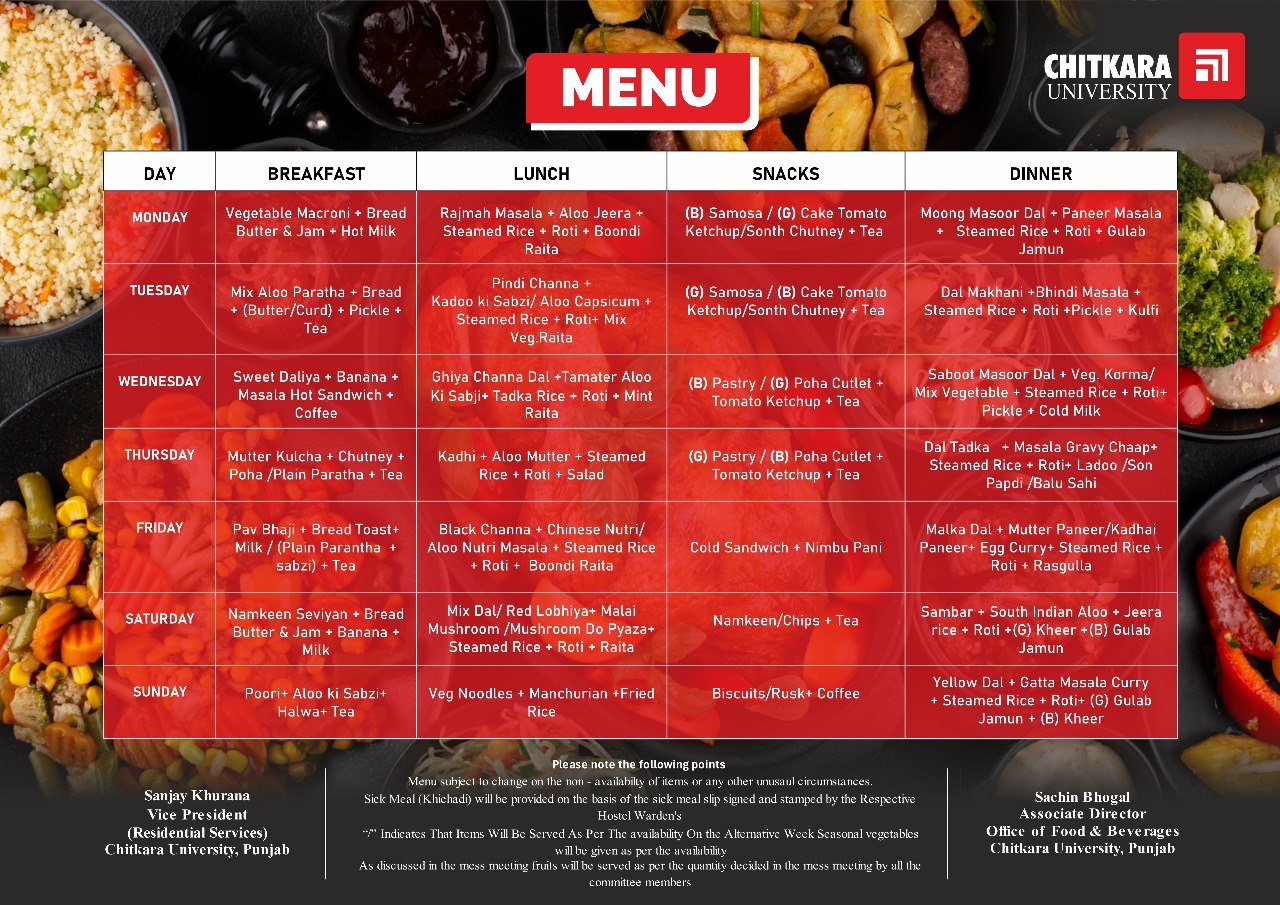 MENU
CHITKARA
UNIVERSITY
DAY
BREAKFAST
LUNCH
SNACKS
DINNER
MONDAY
Vegetable Macroni + Bread
Butter & Jam + Hot Milk
Rajmah Masala + Aloo Jeera +
Steamed Rice + Roti + Boondi
Raita
(B) Samosa / (G) Cake Tomato
Ketchup/Sonth Chutney + Tea
Moong Masoor Dal + Paneer Masala
+ Steamed Rice + Roti + Gulab
Jamun
TUESDAY
Mix Aloo Paratha + Bread
+ (Butter/Curd) + Pickle +
Tea
Pindi Channa +
Kadoo ki Sabzi/ Aloo Capsicum +
Steamed Rice + Roti+ Mix
Veg.Raita
(G) Samosa / (B) Cake Tomato
Ketchup/Sonth Chutney + Tea
Dal Makhani +Bhindi Masala +
Steamed Rice + Roti +Pickle + Kulfi
WEDNESDAY
Sweet Daliya + Banana +
Masala Hot Sandwich +
Coffee
Ghiya Channa Dal +Tamater Aloo
Ki Sabji+ Tadka Rice + Roti + Mint
Raita
(B) Pastry / (G) Poha Cutlet +
Tomato Ketchup + Tea
Saboot Masoor Dal + Veg. Korma/
Mix Vegetable + Steamed Rice + Roti+
Pickle + Cold Milk
THURSDAY
Mutter Kulcha + Chutney +
Poha /Plain Paratha + Tea
Kadhi + Aloo Mutter + Steamed
Rice + Roti + Salad
(G) Pastry / (B) Poha Cutlet +
Tomato Ketchup + Tea
Dal Tadka + Masala Gravy Chaap+
Steamed Rice + Roti+ Ladoo /Son
Papdi /Balu Sahi
FRIDAY
Pav Bhaji + Bread Toast+
Milk / (Plain Parantha +
sabzi) + Tea
Black Channa + Chinese Nutri/
Aloo Nutri Masala + Steamed Rice
+ Roti + Boondi Raita
Cold Sandwich + Nimbu Pani
Malka Dal + Mutter Paneer/Kadhai
Paneer+ Egg Curry+ Steamed Rice +
Roti + Rasgulla
SATURDAY
Namkeen Seviyan + Bread
Butter & Jam + Banana +
Milk
Mix Dal/ Red Lobhiya+ Malai
Mushroom /Mushroom Do Pyaza+
Steamed Rice + Roti + Raita
Namkeen/Chips + Tea
Sambar + South Indian Aloo + Jeera
rice + Roti +(G) Kheer +(B) Gulab
Jamun
SUNDAY
Poori+ Aloo ki Sabzi+
Halwa+ Tea
Veg Noodles + Manchurian +Fried
Rice
Biscuits/Rusk+ Coffee
Yellow Dal + Gatta Masala Curry
+ Steamed Rice + Roti+ (G) Gulab
Jamun + (B) Kheer
Sanjay Khurana
Vice President
(Residential Services)
Chitkara University, Punjab
Please note the following points
Menu subject to change on the non - availabilty of items or any other unusaul circumstances.
Sick Meal (Khichadi) will be provided on the basis of the sick meal slip signed and stamped by the Respective
Hostel Warden's
“/” Indicates That Items Will Be Served As Per The availability On the Alternative Week Seasonal vegetables
will be given as per the availability
As discussed in the mess meeting fruits will be served as per the quantity decided in the mess meeting by all the
committee members
Sachin Bhogal
Associate Director
Office of Food & Beverages
Chitkara University, Punjab